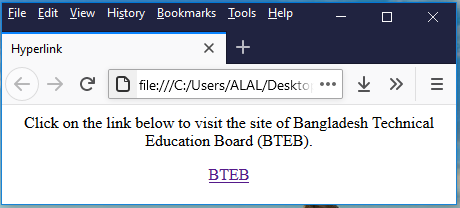 File Edit View History Bookmarks Tools Help
Hyperlink
file:///C:/Users/ALAL/Deskto
Click on the link below to visit the site of Bangladesh Technical
Education Board (BTEB).
BTEB